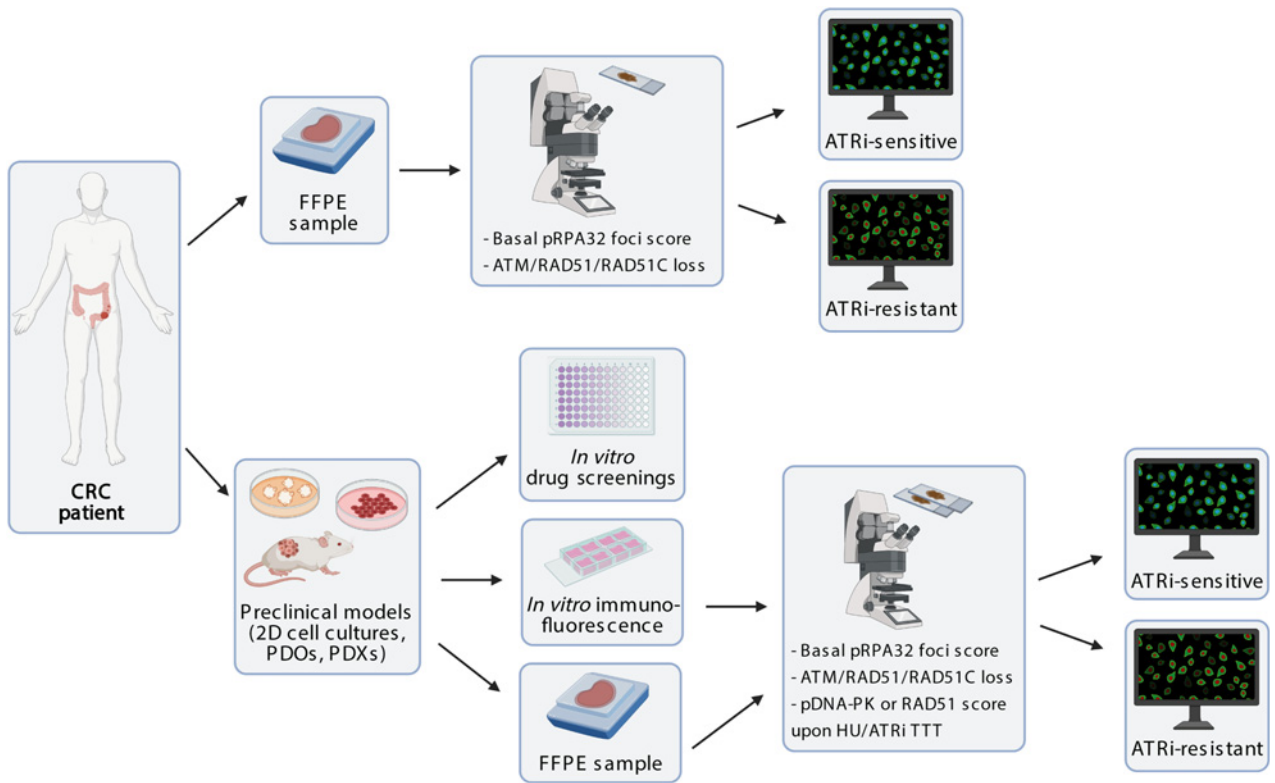 CRC
patient
FFPE
sample
- Basal pRPA32 foci score
- ATM/RAD51/RAD51C loss
ATRi-sensitive
ATRi-resistant
Preclinical models
(2D cell cultures,
PDOs, PDXs)
In vitro
drug screenings
In vitro immuno-
fluorescence
FFPE sample
- Basal pRPA32 foci score
- ATM/RAD51/RAD51C loss
- pDNA-PK or RAD51 score
upon HU/ATRi TTT
ATRi-sensitive
ATRi-resistant